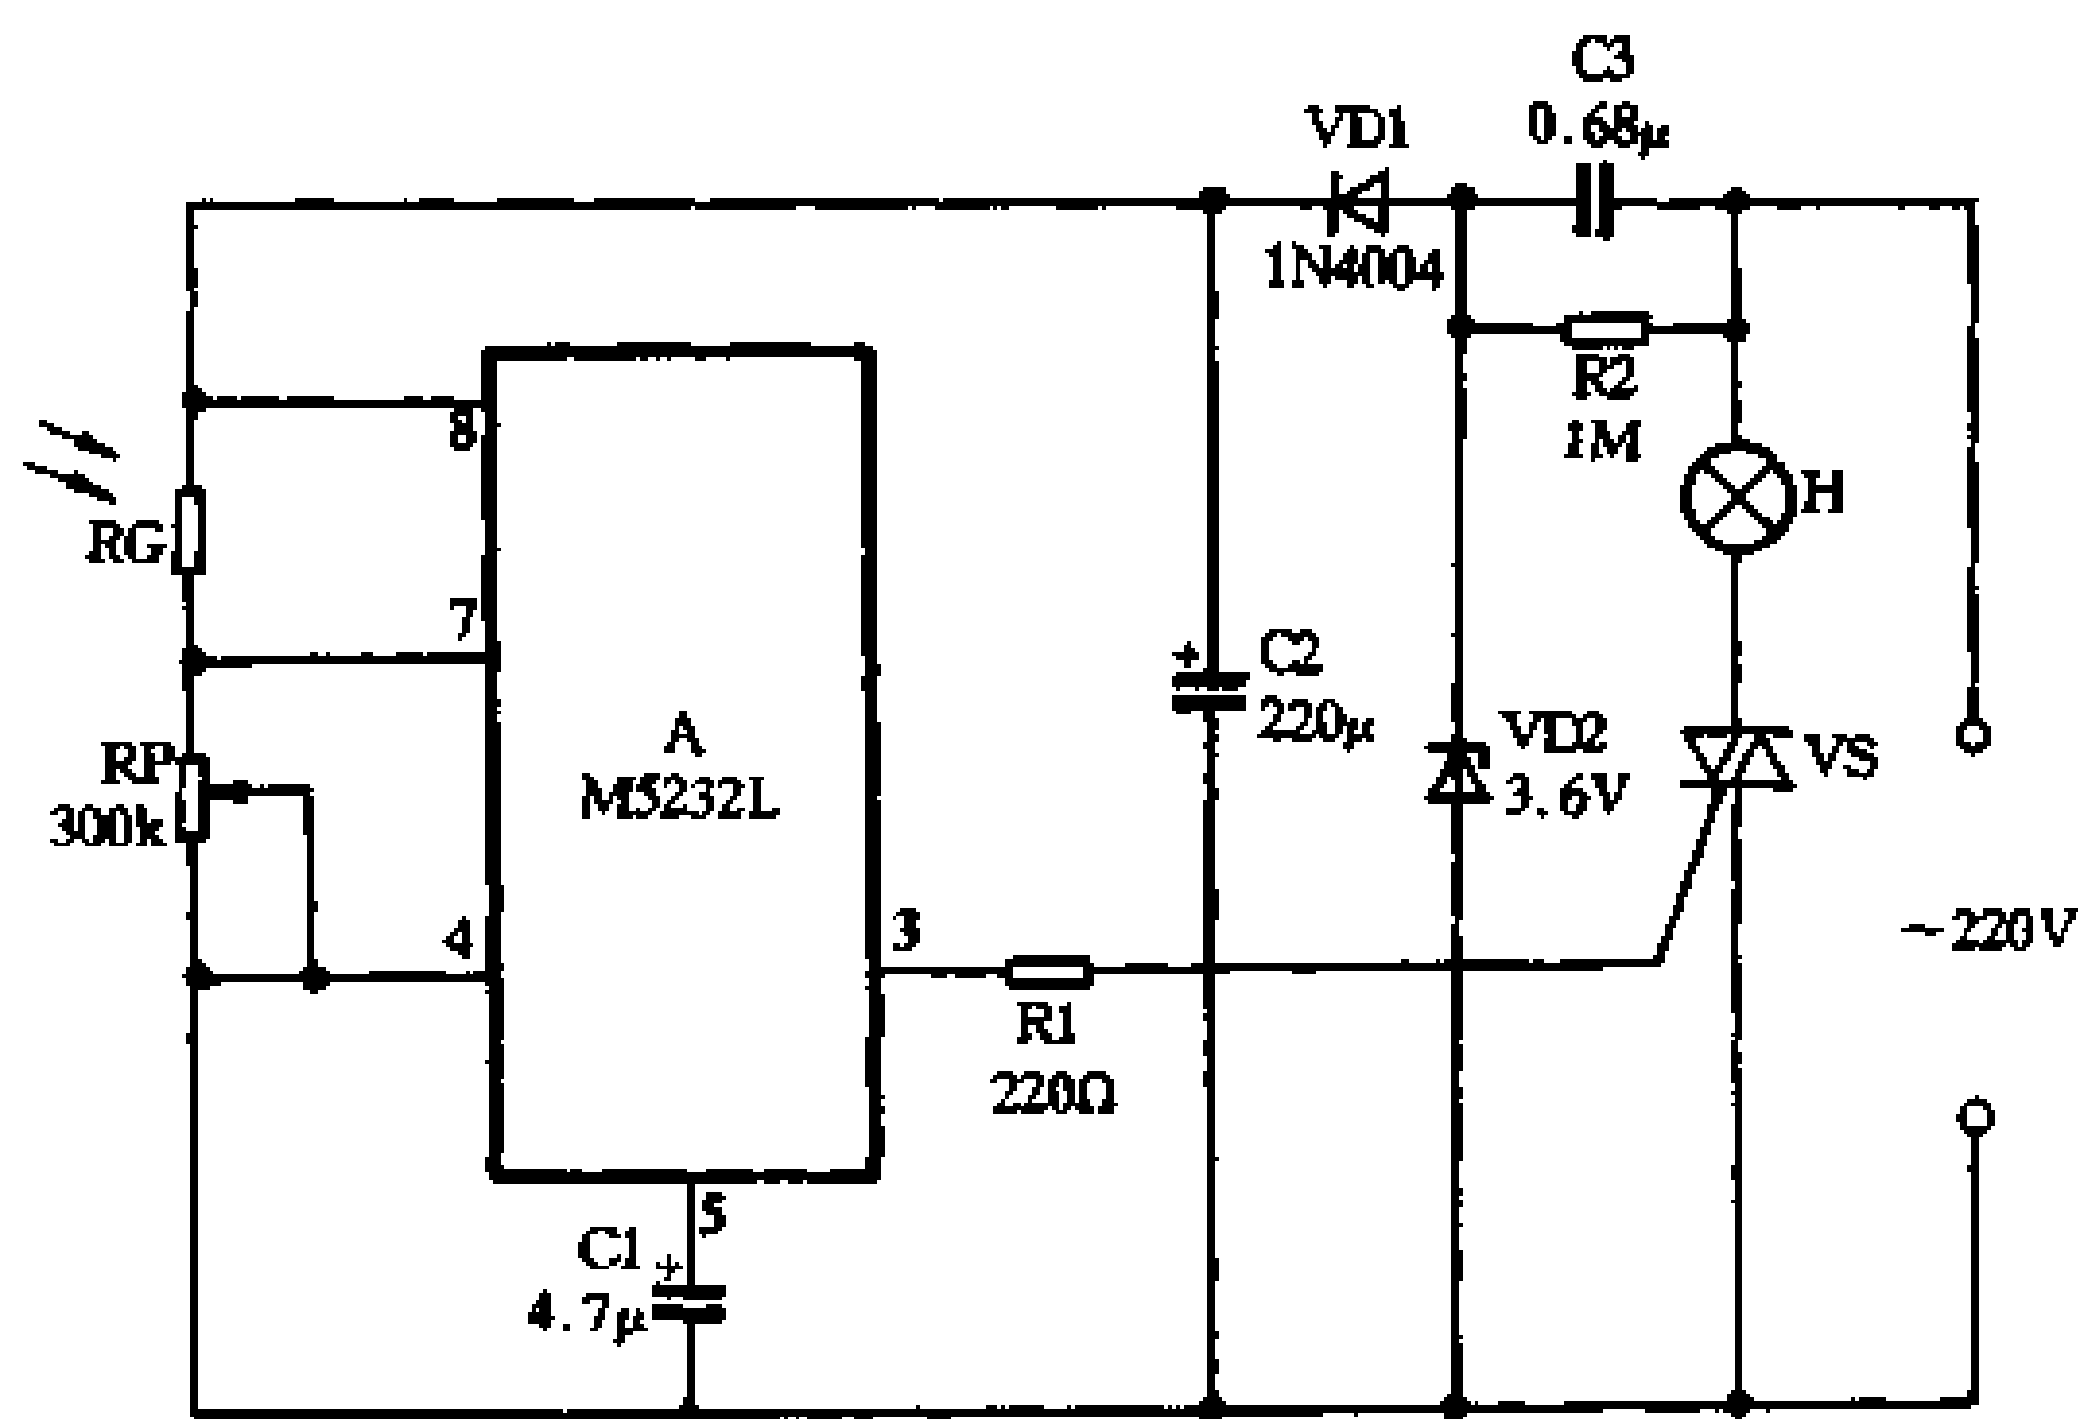 C3
0.68μ
VD1
1N4004
R2
1M
H
8
RG
7
RP
300k
A
M5232L
+
C2
220μ
VD2
3.6V
VS
4
3
~220V
R1
220Ω
5
C1
+
4.7μ